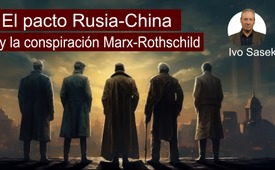 El pacto Rusia-China
y la conspiración Marx-Rothschild
Ivo Sasek